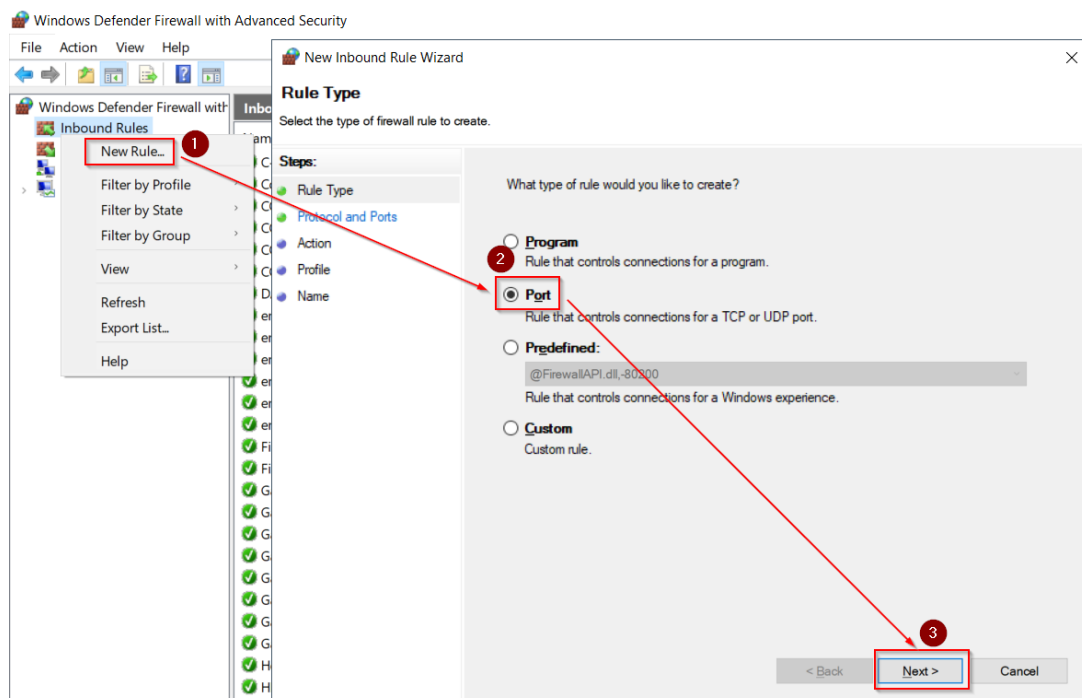 Windows Defender Firewall with Advanced Security
File Action View Help
Windows Defender Firewall with
Inbound Rules
New Rule...
1
Filter by Profile
Filter by State
Filter by Group
View
Refresh
Export List...
Help
New Inbound Rule Wizard
Rule Type
Select the type of firewall rule to create.
Steps:
Rule Type
Protocol and Ports
Action
Profile
Name
What type of rule would you like to create?
Program
2
Rule that controls connections for a program.
Port
Rule that controls connections for a TCP or UDP port.
Predefined:
@FirewallAPI.dll,-80200
Rule that controls connections for a Windows experience.
Custom
Custom rule.
3
< Back
Next >
Cancel